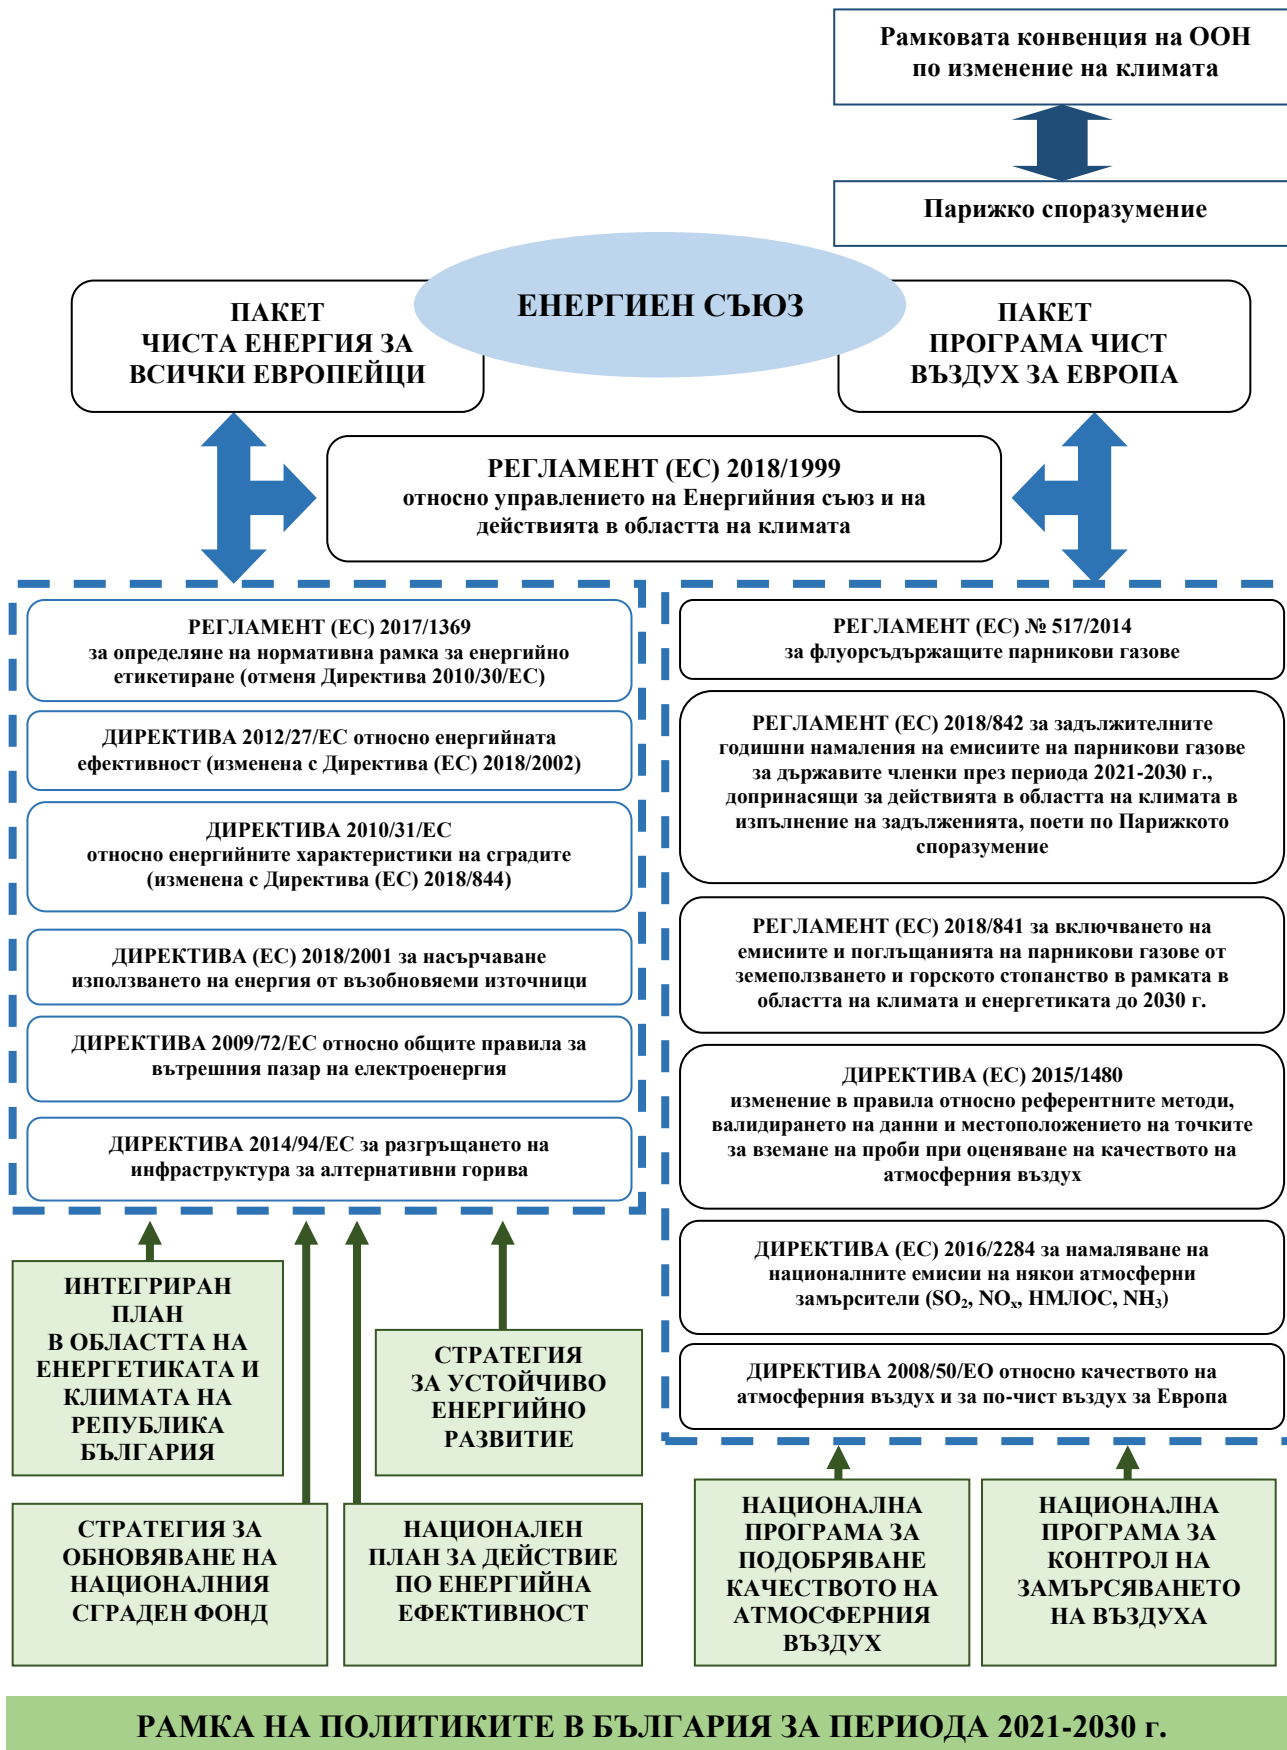 Рамковата конвенция на ООН
по изменение на климата
Парижко споразумение
ЕНЕРГИЕН СЪЮЗ
ПАКЕТ
ЧИСТА ЕНЕРГИЯ ЗА
ВСИЧКИ ЕВРОПЕЙЦИ
ПАКЕТ
ПРОГРАМА ЧИСТ
ВЪЗДУХ ЗА ЕВРОПА
РЕГЛАМЕНТ (ЕС) 2018/1999
относно управлението на Енергийния съюз и на
действията в областта на климата
РЕГЛАМЕНТ (ЕС) 2017/1369
за определяне на нормативна рамка за енергийно
етикетиране (отменя Директива 2010/30/ЕС)
ДИРЕКТИВА 2012/27/ЕС относно енергийната
ефективност (изменена с Директива (ЕС) 2018/2002)
ДИРЕКТИВА 2010/31/ЕС
относно енергийните характеристики на сградите
(изменена с Директива (ЕС) 2018/844)
ДИРЕКТИВА (ЕС) 2018/2001 за насърчаване
използването на енергия от възобновяеми източници
ДИРЕКТИВА 2009/72/ЕС относно общите правила за
вътрешния пазар на електроенергия
ДИРЕКТИВА 2014/94/ЕС за разгръщането на
инфраструктура за алтернативни горива
РЕГЛАМЕНТ (ЕС) № 517/2014
за флуорсъдържащите парникови газове
РЕГЛАМЕНТ (ЕС) 2018/842 за задължителните
годишни намаления на емисиите на парникови газове
за държавите членки през периода 2021-2030 г.,
допринасящи за действията в областта на климата в
изпълнение на задълженията, поети по Парижкото
споразумение
РЕГЛАМЕНТ (ЕС) 2018/841 за включването на
емисиите и поглъщанията на парникови газове от
земеползването и горското стопанство в рамката в
областта на климата и енергетиката до 2030 г.
ДИРЕКТИВА (ЕС) 2015/1480
изменение в правила относно референтните методи,
валидирането на данни и местоположението на точките
за вземане на проби при оценяване на качеството на
атмосферния въздух
ДИРЕКТИВА (ЕС) 2016/2284 за намаляване на
националните емисии на някои атмосферни
замърсители (SO₂, NOₓ, НМЛОС, NH₃)
ДИРЕКТИВА 2008/50/ЕО относно качеството на
атмосферния въздух и за по-чист въздух за Европа
ИНТЕГРИРАН
ПЛАН
В ОБЛАСТТА НА
ЕНЕРГЕТИКАТА И
КЛИМАТА НА
РЕПУБЛИКА
БЪЛГАРИЯ
СТРАТЕГИЯ
ЗА УСТОЙЧИВО
ЕНЕРГИЙНО
РАЗВИТИЕ
СТРАТЕГИЯ ЗА
ОБНОВЯВАНЕ НА
НАЦИОНАЛНИЯ
СГРАДЕН ФОНД
НАЦИОНАЛЕН
ПЛАН ЗА ДЕЙСТВИЕ
ПО ЕНЕРГИЙНА
ЕФЕКТИВНОСТ
НАЦИОНАЛНА
ПРОГРАМА ЗА
ПОДОБРЯВАНЕ
КАЧЕСТВОТО НА
АТМОСФЕРНИЯ
ВЪЗДУХ
НАЦИОНАЛНА
ПРОГРАМА ЗА
КОНТРОЛ НА
ЗАМЪРСЯВАНЕТО
НА ВЪЗДУХА
РАМКА НА ПОЛИТИКИТЕ В БЪЛГАРИЯ ЗА ПЕРИОДА 2021-2030 г.